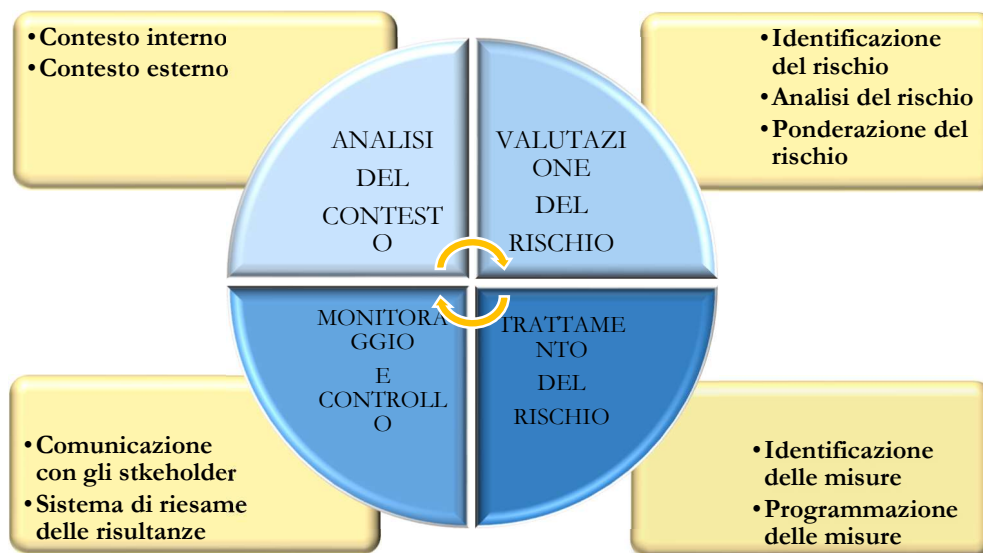 • Contesto interno
• Contesto esterno
• Identificazione
del rischio
• Analisi del rischio
• Ponderazione del
rischio
ANALISI
DEL
CONTEST
O
VALUTAZI
ONE
DEL
RISCHIO
MONITORA
GGIO
E
CONTROLL
O
TRATTAME
NTO
DEL
RISCHIO
• Comunicazione
con gli stkeholder
• Sistema di riesame
delle risultanze
• Identificazione
delle misure
• Programmazione
delle misure